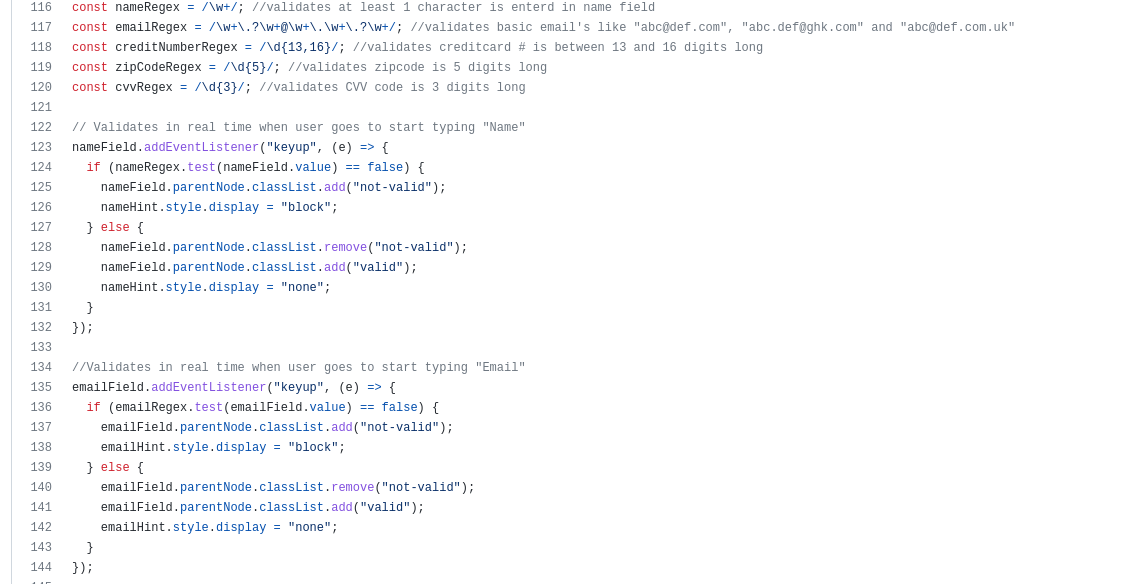 116 const nameRegex = /\w+/; //validates at least 1 character is enterd in name field
117 const emailRegex = /\w+\.?\w+@\w+\.\w+\.?\w+/; //validates basic email's like "abc@def.com", "abc.def@ghk.com" and "abc@def.com.uk"
118 const creditNumberRegex = /\d{13,16}/; //validates creditcard # is between 13 and 16 digits long
119 const zipCodeRegex = /\d{5}/; //validates zipcode is 5 digits long
120 const cvvRegex = /\d{3}/; //validates CVV code is 3 digits long
121
122 // Validates in real time when user goes to start typing "Name"
123 nameField.addEventListener("keyup", (e) => {
124   if (nameRegex.test(nameField.value) == false) {
125     nameField.parentNode.classList.add("not-valid");
126     nameHint.style.display = "block";
127   } else {
128     nameField.parentNode.classList.remove("not-valid");
129     nameField.parentNode.classList.add("valid");
130     nameHint.style.display = "none";
131   }
132 });
133
134 //Validates in real time when user goes to start typing "Email"
135 emailField.addEventListener("keyup", (e) => {
136   if (emailRegex.test(emailField.value) == false) {
137     emailField.parentNode.classList.add("not-valid");
138     emailHint.style.display = "block";
139   } else {
140     emailField.parentNode.classList.remove("not-valid");
141     emailField.parentNode.classList.add("valid");
142     emailHint.style.display = "none";
143   }
144 });